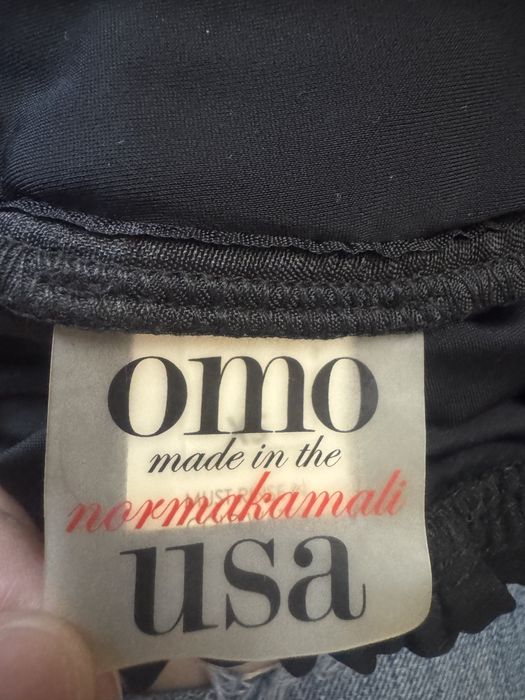 omo
made in the
normakamali
usa